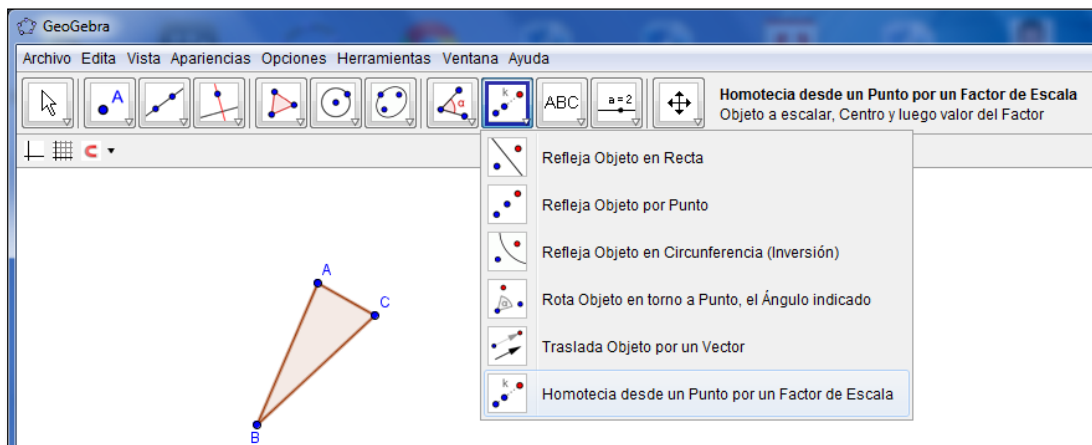 GeoGebra
Archivo Edita Vista Apariencias Opciones Herramientas Ventana Ayuda
A
α
k
ABC
a=2
Homotecia desde un Punto por un Factor de Escala
Objeto a escalar, Centro y luego valor del Factor
Refleja Objeto en Recta
Refleja Objeto por Punto
Refleja Objeto en Circunferencia (Inversión)
Rota Objeto en torno a Punto, el Ángulo indicado
Traslada Objeto por un Vector
k
Homotecia desde un Punto por un Factor de Escala
A
C
B